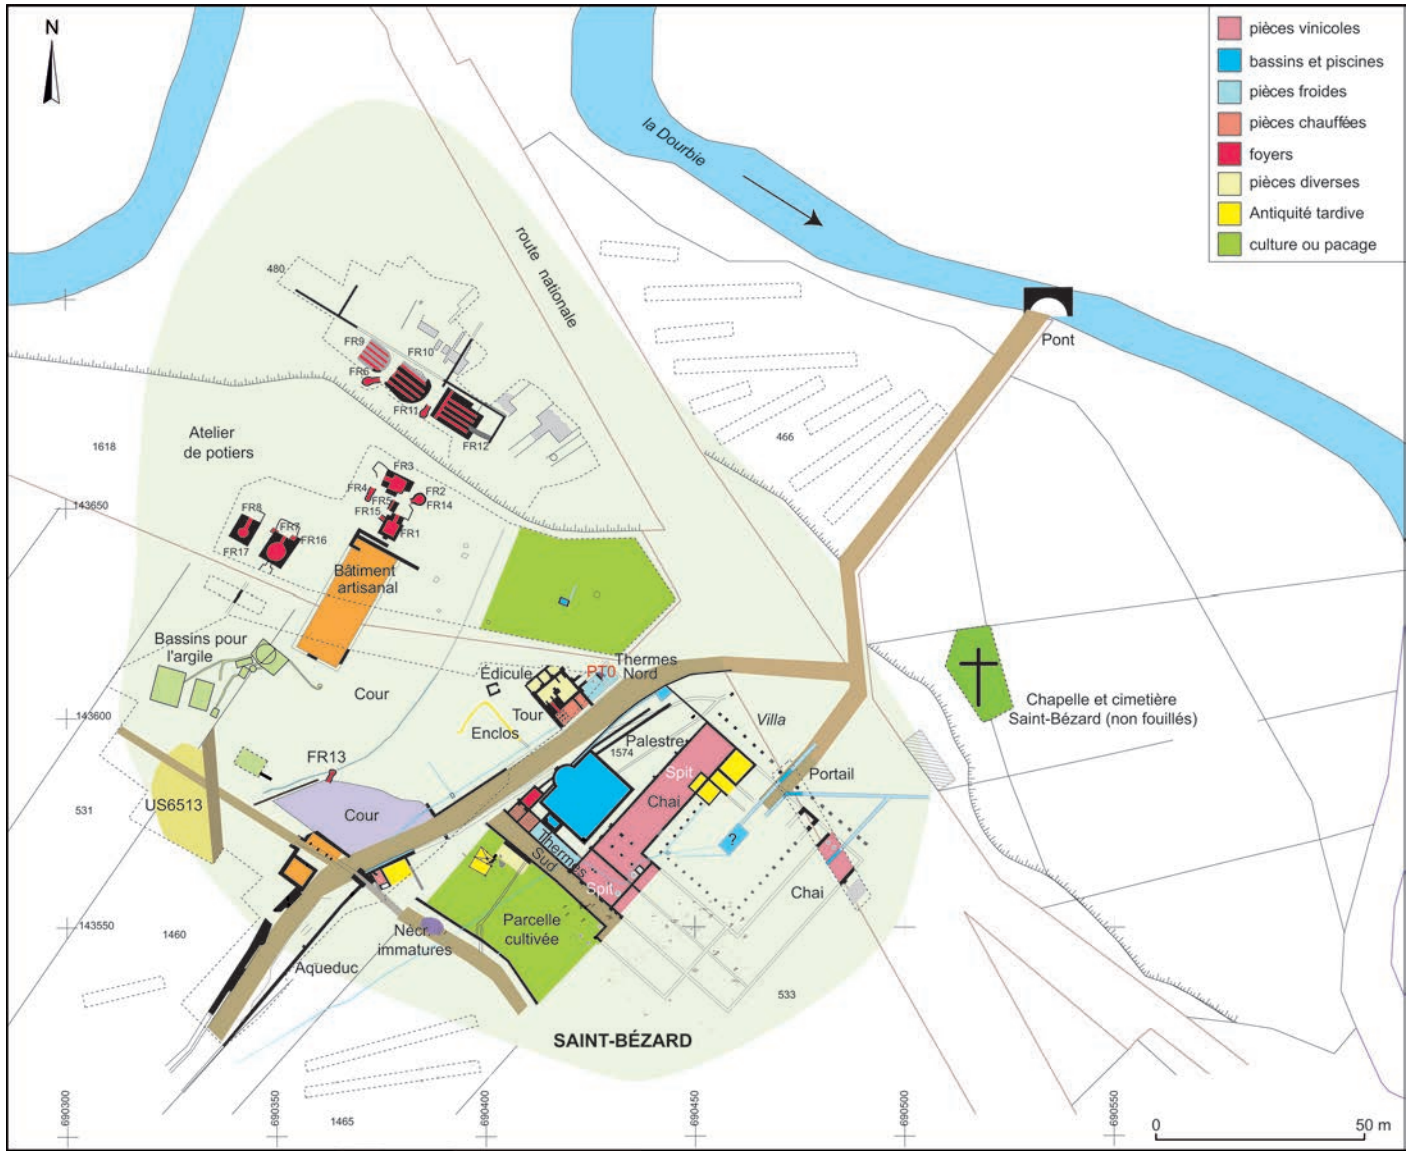 N
pièces vinicoles
bassins et piscines
pièces froides
pièces chauffées
foyers
pièces diverses
Antiquité tardive
culture ou pacage
la Dourbie
route nationale
480
FR9
FR10
FR6
FR11
FR12
Pont
466
1618
Atelier
de potiers
FR3
FR4
FR2
FR5
FR14
FR15
FR1
143650
FR8
FR7
FR16
FR17
Bâtiment
artisanal
Bassins pour
l'argile
Cour
Édicule
PT0
Thermes
Nord
Tour
Enclos
143600
Villa
Palestre
1574
Chapelle et cimetière
Saint-Bézard (non fouillés)
FR13
Spit
Chai
Portail
US6513
531
Cour
?
Thermes
Sud
Spit
Chai
Parcelle
cultivée
Nécr.
immatures
143550
1460
Aqueduc
533
SAINT-BÉZARD
690300
690350
690400
690450
690500
690550
1465
0
50 m